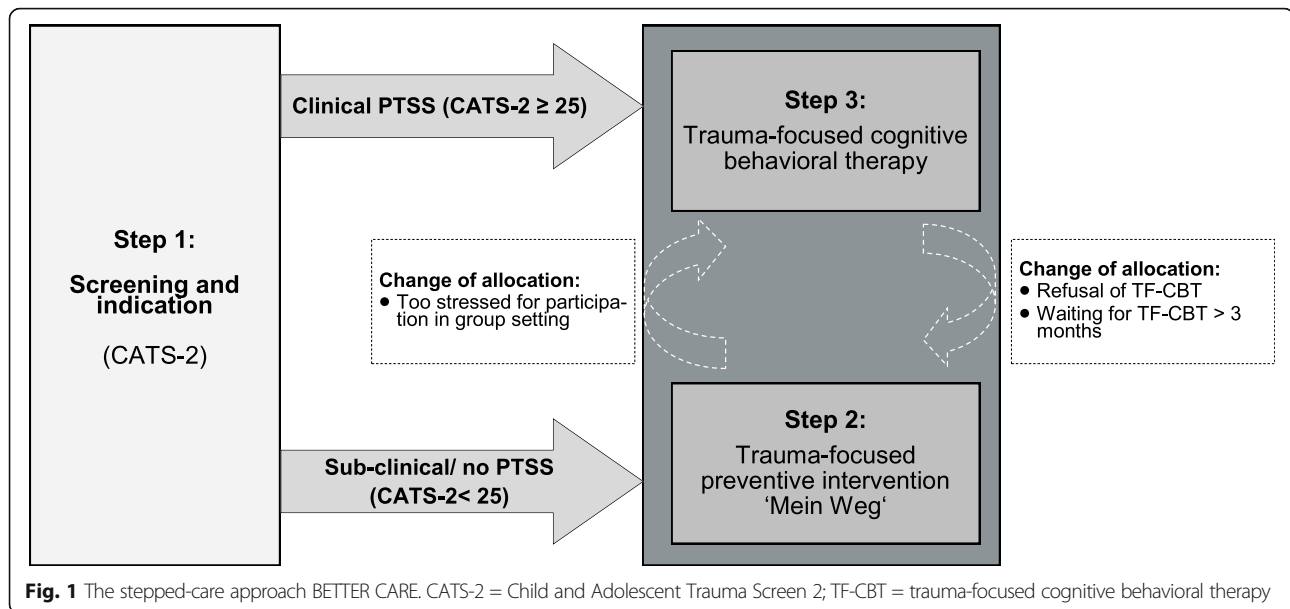 Step 1:
Screening and
indication
(CATS-2)
Clinical PTSS (CATS-2 ≥ 25)
Step 3:
Trauma-focused cognitive
behavioral therapy
Change of allocation:
● Too stressed for participa-
tion in group setting
Change of allocation:
● Refusal of TF-CBT
● Waiting for TF-CBT > 3
months
Sub-clinical/ no PTSS
(CATS-2< 25)
Step 2:
Trauma-focused
preventive intervention
‘Mein Weg‘
Fig. 1 The stepped-care approach BETTER CARE. CATS-2 = Child and Adolescent Trauma Screen 2; TF-CBT = trauma-focused cognitive behavioral therapy